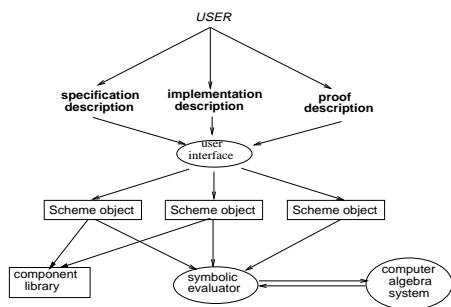 USER
specification implementation proof
description description description
user
interface
Scheme object Scheme object Scheme object
component symbolic computer
library evaluator algebra
system